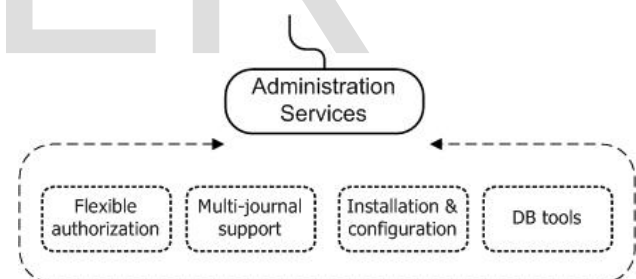 Administration
Services
Flexible
authorization
Multi-journal
support
Installation &
configuration
DB tools